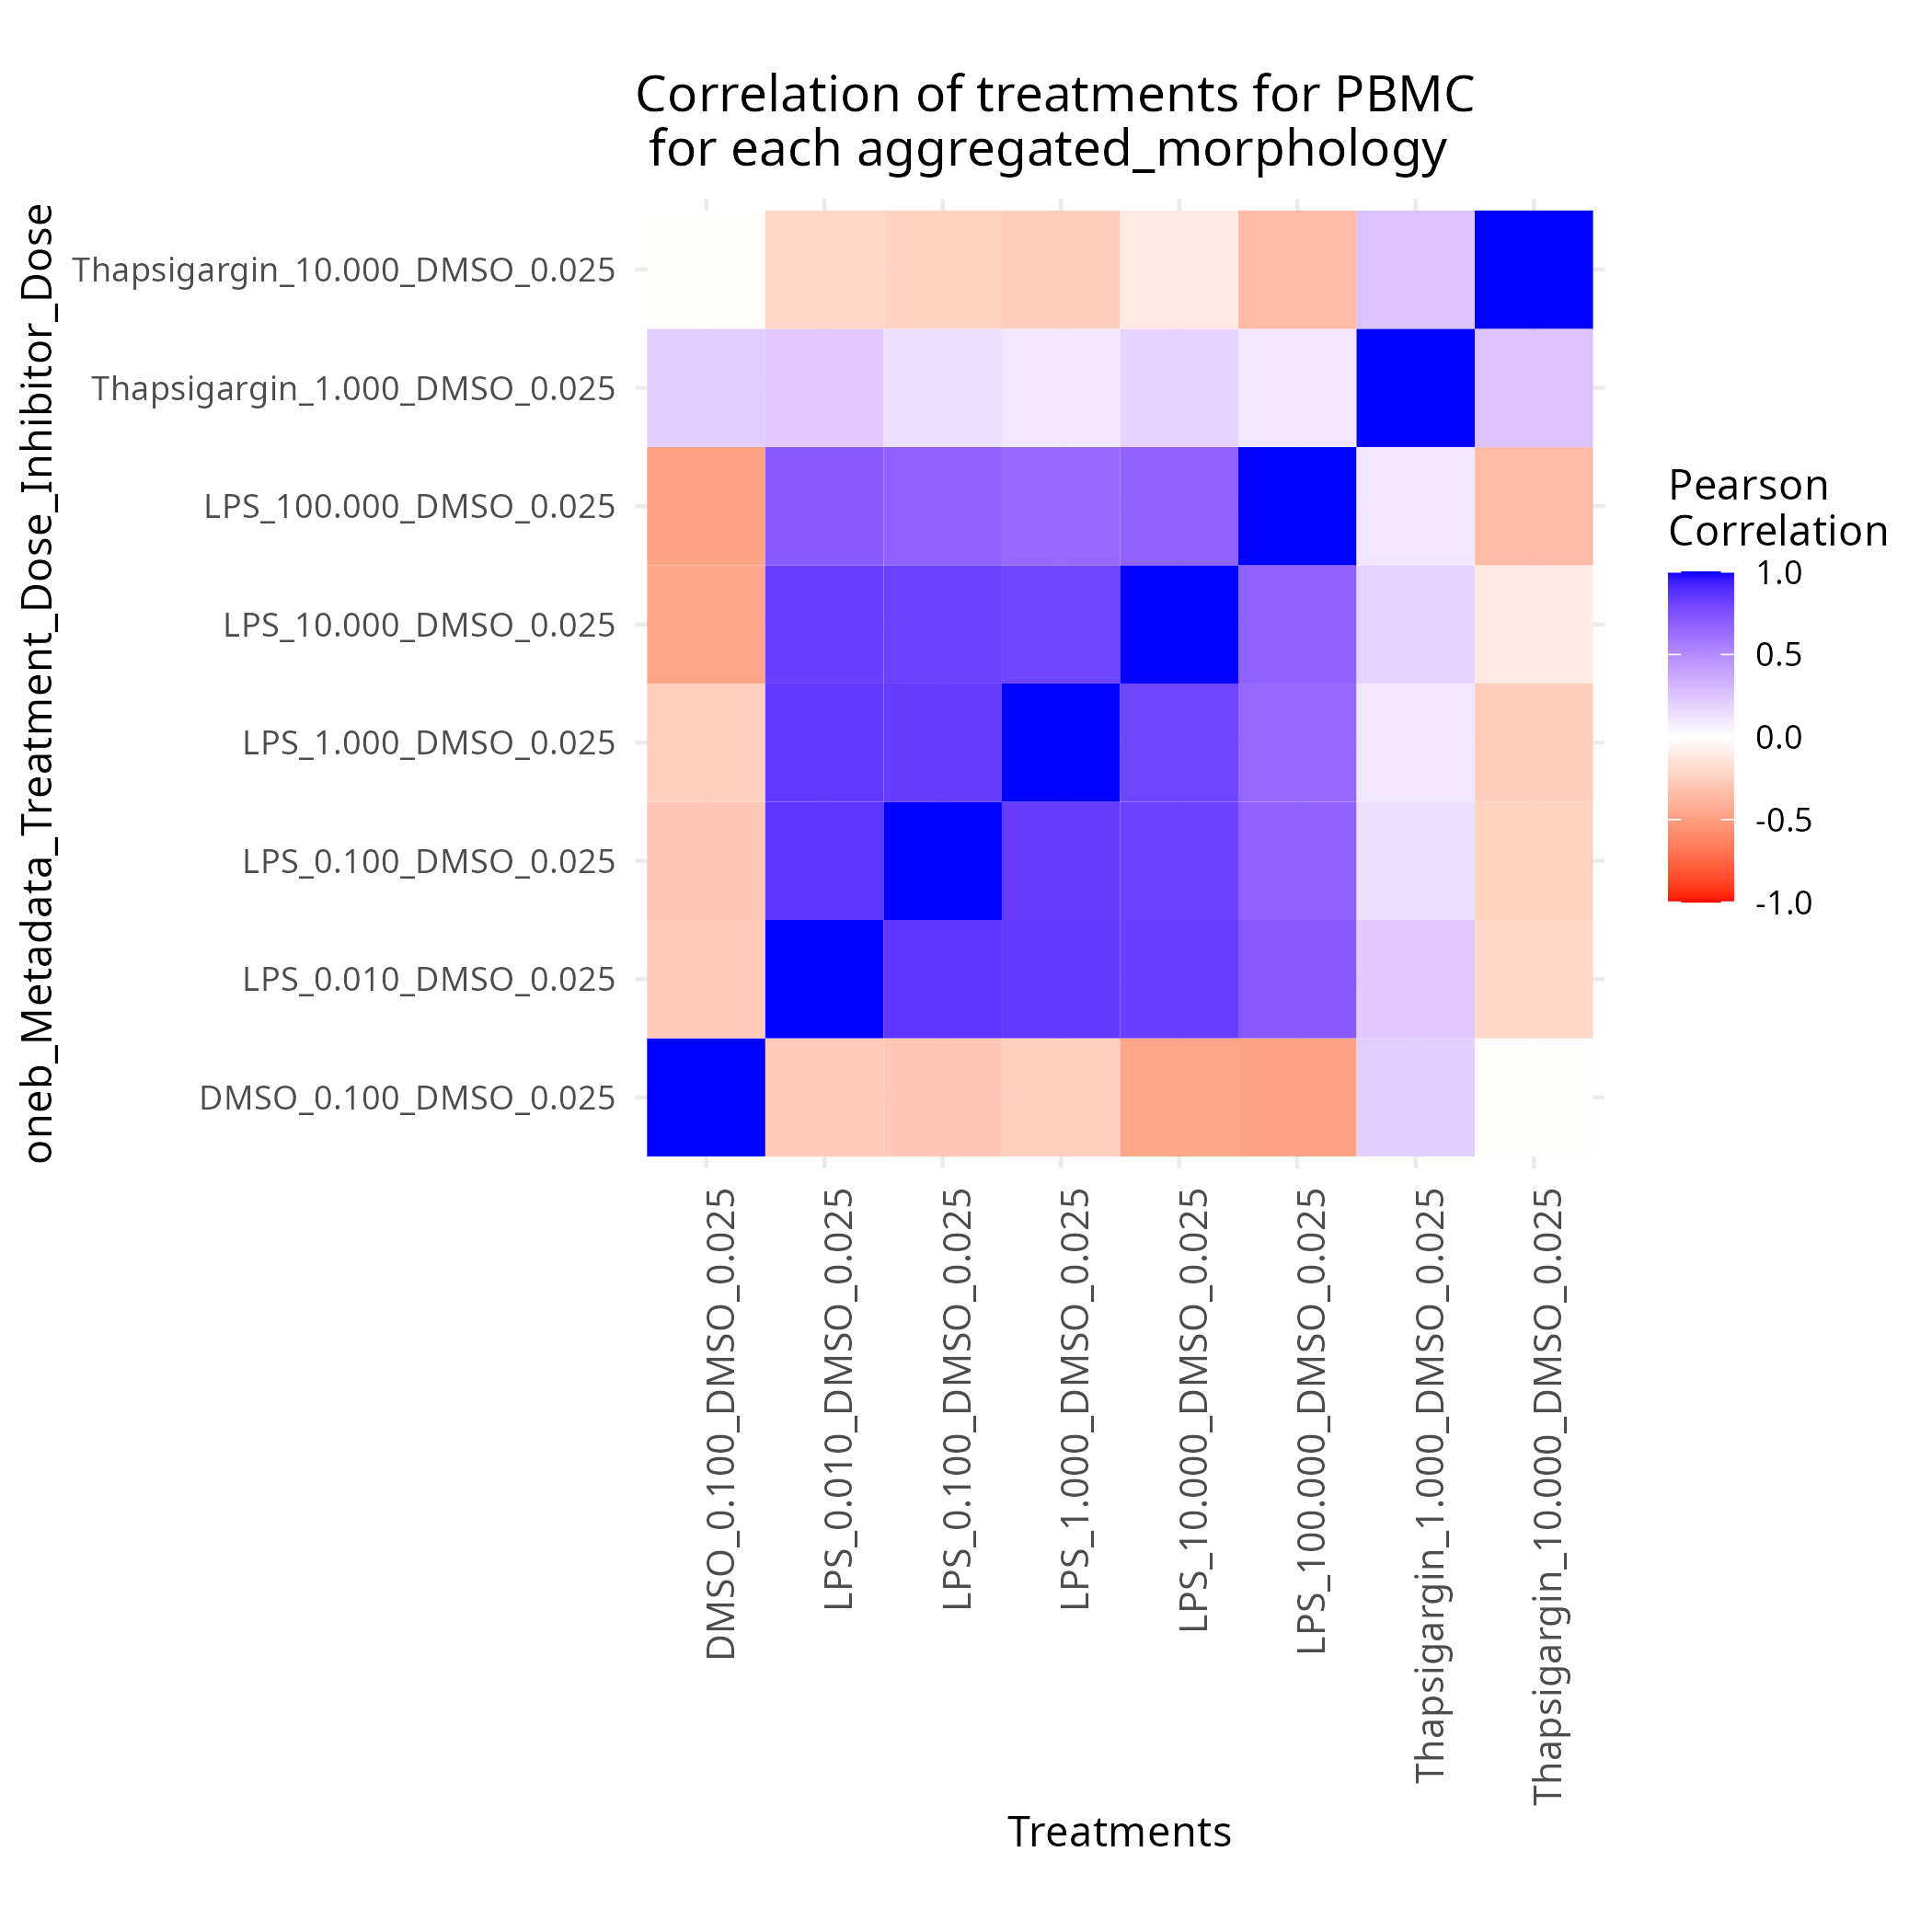 Correlation of treatments for PBMC
for each aggregated_morphology
oneb_Metadata_Treatment_Dose_Inhibitor_Dose
Thapsigargin_10.000_DMSO_0.025
Thapsigargin_1.000_DMSO_0.025
LPS_100.000_DMSO_0.025
LPS_10.000_DMSO_0.025
LPS_1.000_DMSO_0.025
LPS_0.100_DMSO_0.025
LPS_0.010_DMSO_0.025
DMSO_0.100_DMSO_0.025
DMSO_0.100_DMSO_0.025
LPS_0.010_DMSO_0.025
LPS_0.100_DMSO_0.025
LPS_1.000_DMSO_0.025
LPS_10.000_DMSO_0.025
LPS_100.000_DMSO_0.025
Thapsigargin_1.000_DMSO_0.025
Thapsigargin_10.000_DMSO_0.025
Treatments
Pearson
Correlation
1.0
0.5
0.0
-0.5
-1.0